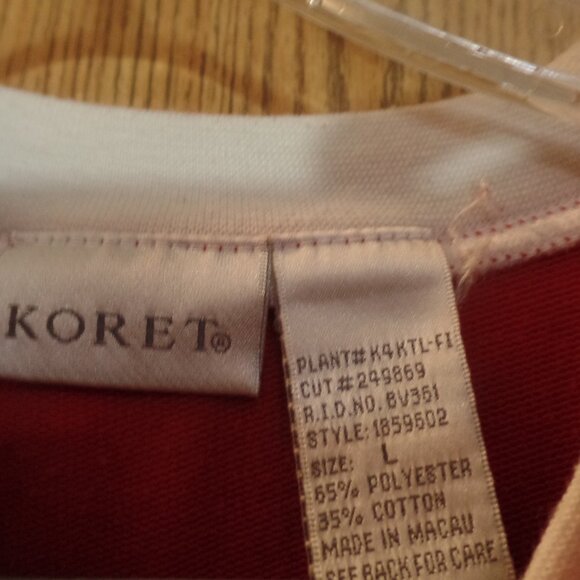 KORET®
PLANT# K4KTL-FI
CUT# 249869
R.I.D.NO. BV351
STYLE: 1859602
SIZE: L
65% POLYESTER
35% COTTON
MADE IN MACAU
SEE BACK FOR CARE